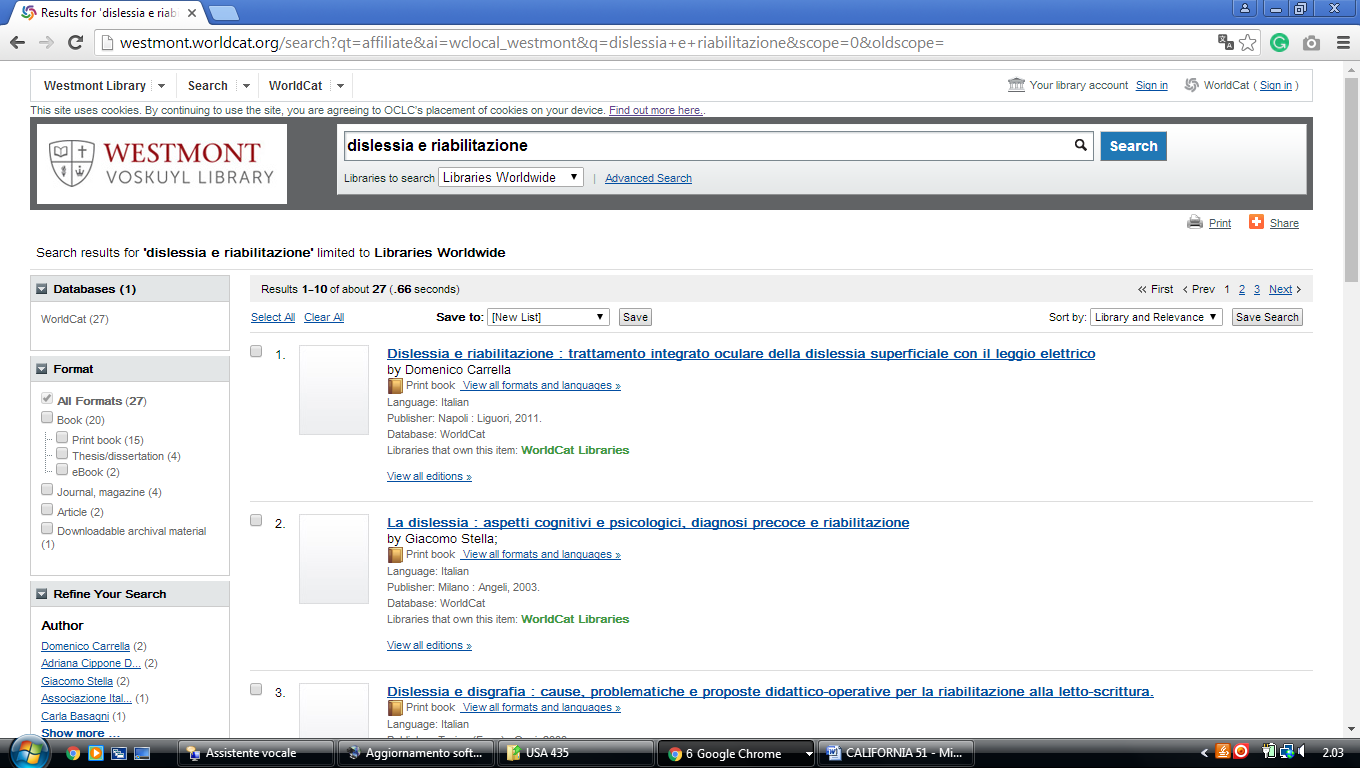 Results for 'dislessia e riab
westmont.worldcat.org/search?qt=affiliate&ai=wclocal_westmont&q=dislessia+e+riabilitazione&scope=0&oldscope=
Westmont Library Search WorldCat Your library account Sign in WorldCat ( Sign in )
This site uses cookies. By continuing to use the site, you are agreeing to OCLC's placement of cookies on your device. Find out more here..
WESTMONT
VOSKUYL LIBRARY
dislessia e riabilitazione Search
Libraries to search Libraries Worldwide | Advanced Search
Print Share
Search results for 'dislessia e riabilitazione' limited to Libraries Worldwide
Databases (1)
WorldCat (27)
Format
All Formats (27)
Book (20)
Print book (15)
Thesis/dissertation (4)
eBook (2)
Journal, magazine (4)
Article (2)
Downloadable archival material
(1)
Refine Your Search
Author
Domenico Carrella (2)
Adriana Cippone D... (2)
Giacomo Stella (2)
Associazione Ital... (1)
Carla Basagni (1)
Show more ...
Results 1-10 of about 27 (.66 seconds) « First < Prev 1 2 3 Next >
Select All Clear All Save to: [New List] Save Sort by: Library and Relevance Save Search
1. Dislessia e riabilitazione : trattamento integrato oculare della dislessia superficiale con il leggio elettrico
by Domenico Carrella
Print book View all formats and languages »
Language: Italian
Publisher: Napoli : Liguori, 2011.
Database: WorldCat
Libraries that own this item: WorldCat Libraries
View all editions »
2. La dislessia : aspetti cognitivi e psicologici, diagnosi precoce e riabilitazione
by Giacomo Stella;
Print book View all formats and languages »
Language: Italian
Publisher: Milano : Angeli, 2003.
Database: WorldCat
Libraries that own this item: WorldCat Libraries
View all editions »
3. Dislessia e disgrafia : cause, problematiche e proposte didattico-operative per la riabilitazione alla letto-scrittura.
Print book View all formats and languages »
Language: Italian
Assistente vocale Aggiornamento soft... USA 435 6 Google Chrome CALIFORNIA 51 - Mi... 2.03